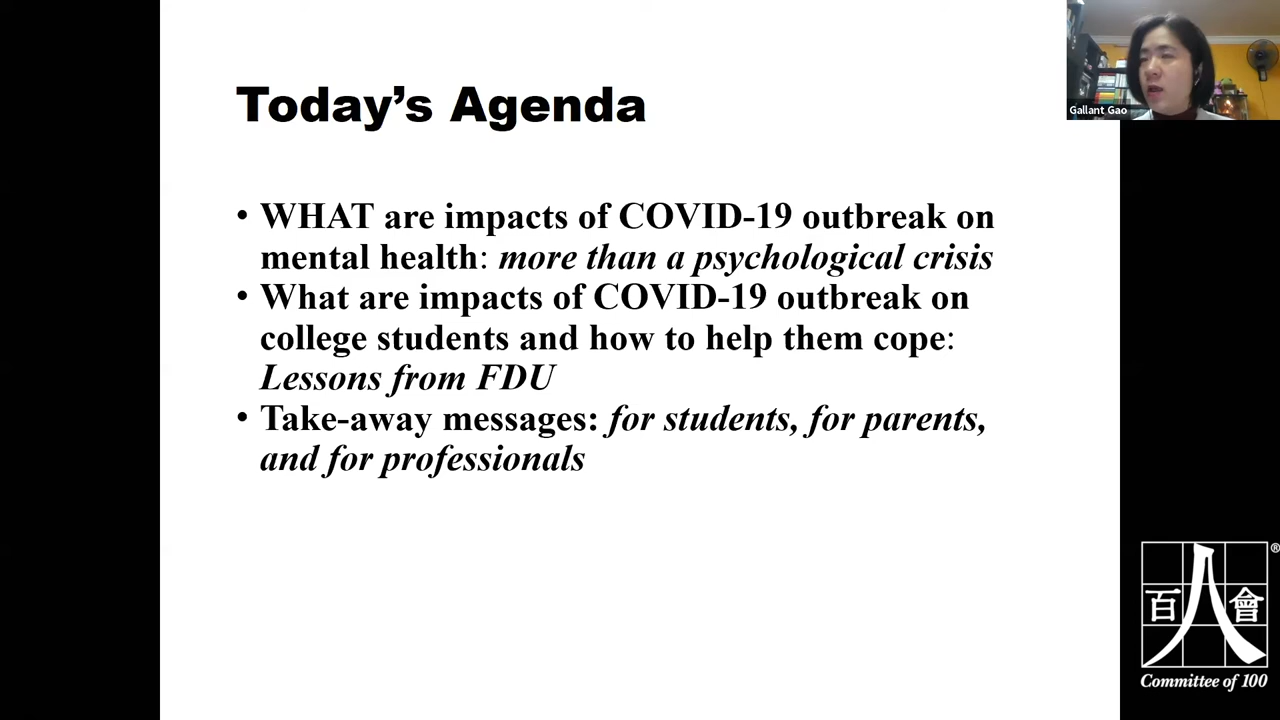 Today’s Agenda
• WHAT are impacts of COVID-19 outbreak on
mental health: more than a psychological crisis
• What are impacts of COVID-19 outbreak on
college students and how to help them cope:
Lessons from FDU
• Take-away messages: for students, for parents,
and for professionals
Gallant Gao
百人會®
Committee of 100